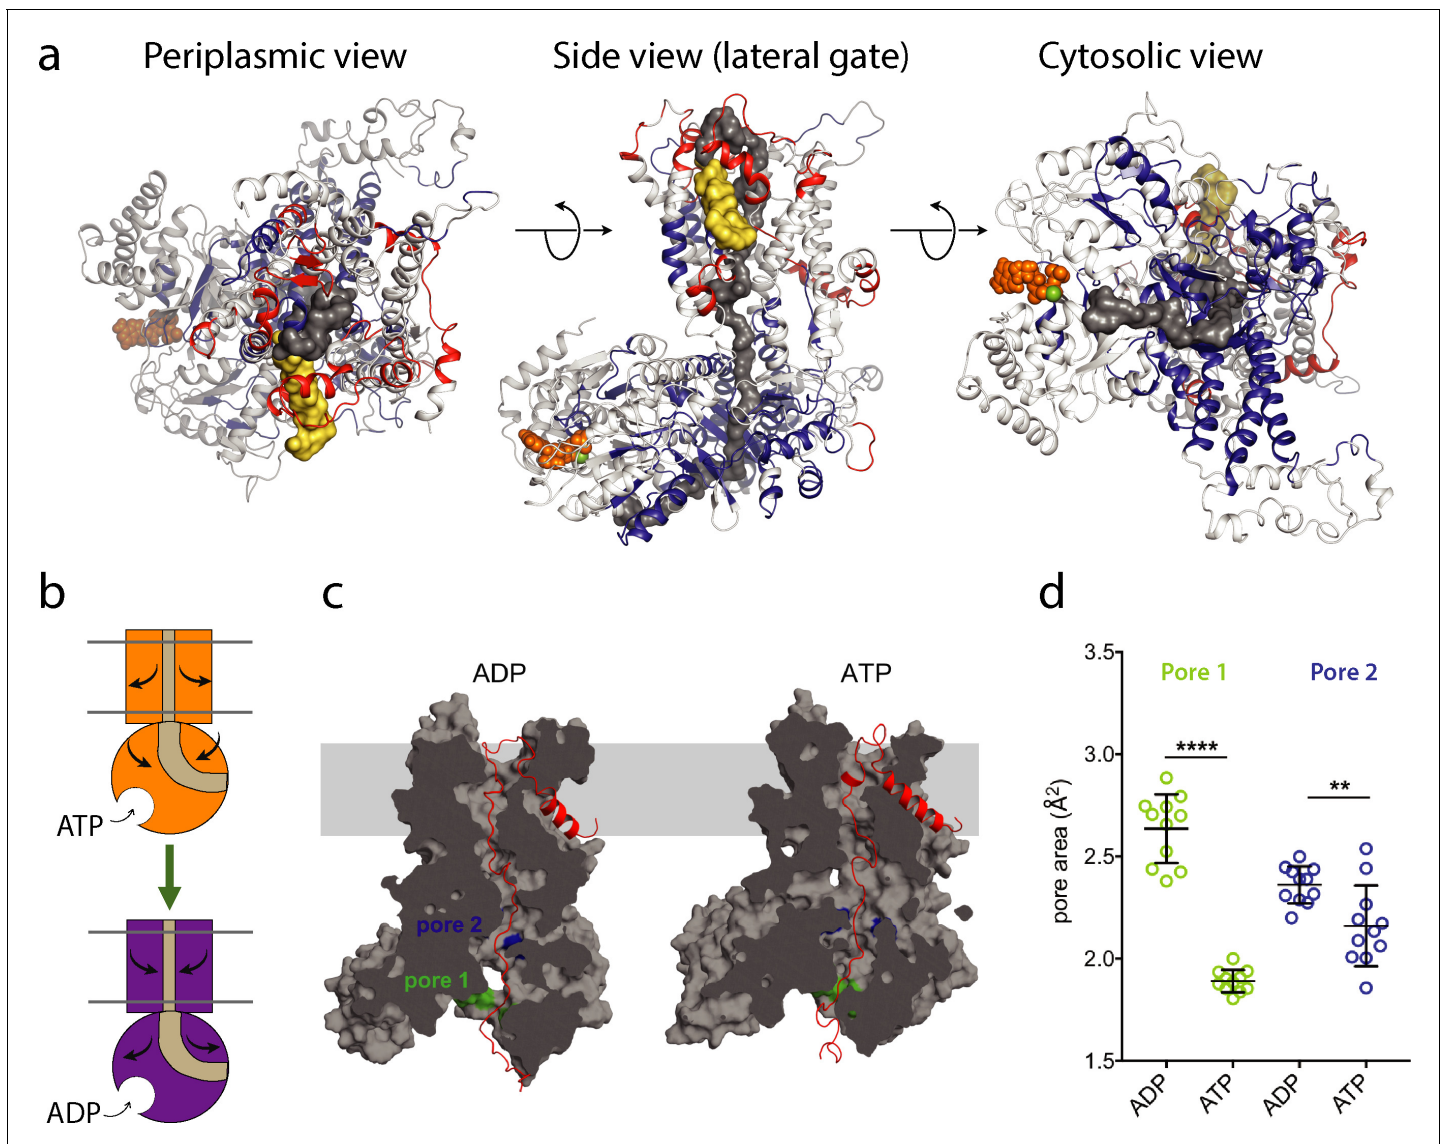 a
Periplasmic view
Side view (lateral gate)
Cytosolic view
b
ATP
ADP
c
ADP
ATP
pore 2
pore 1
d
Pore 1
Pore 2
pore area (Å²)
3.5
3.0
2.5
2.0
1.5
****
**
ADP
ATP
ADP
ATP